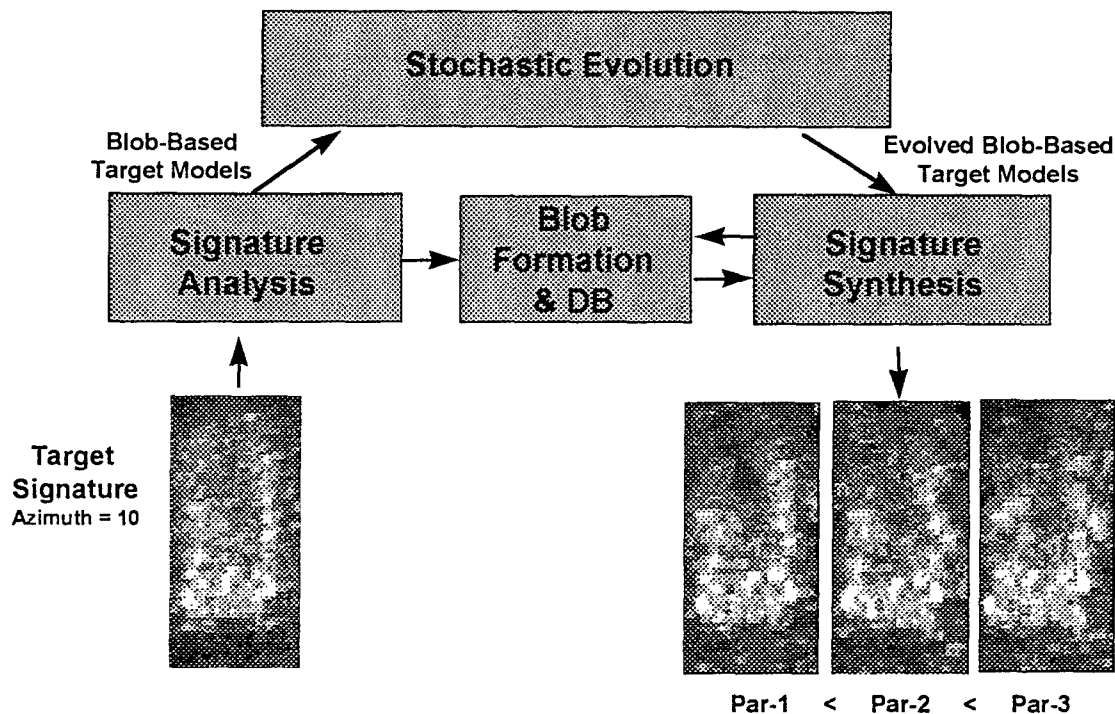 Stochastic Evolution
Blob-Based
Target Models
Evolved Blob-Based
Target Models
Signature
Analysis
Blob
Formation
& DB
Signature
Synthesis
Target
Signature
Azimuth = 10
Par-1 < Par-2 < Par-3